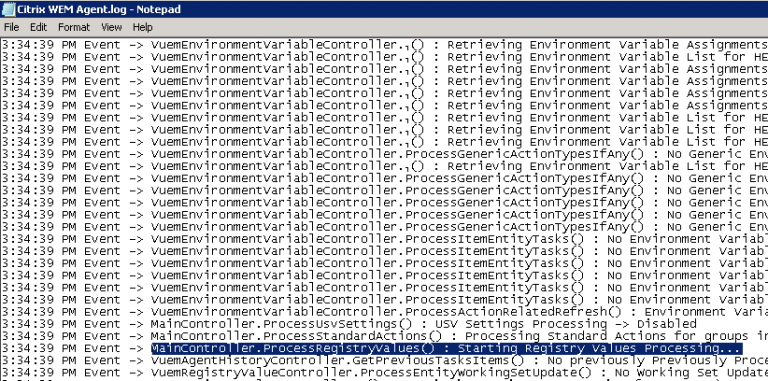 Citrix WEM Agent.log - Notepad
File Edit Format View Help
3:34:39 PM Event -> VuemEnvironmentVariableController.() : Retrieving Environment Variable Assignments
3:34:39 PM Event -> VuemEnvironmentVariableController.() : Retrieving Environment Variable List for HE
3:34:39 PM Event -> VuemEnvironmentVariableController.() : Retrieving Environment Variable Assignments
3:34:39 PM Event -> VuemEnvironmentVariableController.() : Retrieving Environment Variable Assignments
3:34:39 PM Event -> VuemEnvironmentVariableController.() : Retrieving Environment Variable Assignments
3:34:39 PM Event -> VuemEnvironmentVariableController.() : Retrieving Environment Variable Assignments
3:34:39 PM Event -> VuemEnvironmentVariableController.() : Retrieving Environment Variable List for HE
3:34:39 PM Event -> VuemEnvironmentVariableController.() : Retrieving Environment Variable List for HE
3:34:39 PM Event -> VuemEnvironmentVariableController.() : Retrieving Environment Variable List for HE
3:34:39 PM Event -> VuemEnvironmentVariableController.ProcessGenericActionTypesIfAny() : No Generic Env
3:34:39 PM Event -> VuemEnvironmentVariableController.() : Retrieving Environment Variable List for HE
3:34:39 PM Event -> VuemEnvironmentVariableController.ProcessGenericActionTypesIfAny() : No Generic Env
3:34:39 PM Event -> VuemEnvironmentVariableController.ProcessGenericActionTypesIfAny() : No Generic Env
3:34:39 PM Event -> VuemEnvironmentVariableController.ProcessGenericActionTypesIfAny() : No Generic Env
3:34:39 PM Event -> VuemEnvironmentVariableController.ProcessGenericActionTypesIfAny() : No Generic Env
3:34:39 PM Event -> VuemEnvironmentVariableController.ProcessGenericActionTypesIfAny() : No Generic Env
3:34:39 PM Event -> VuemEnvironmentVariableController.ProcessItemEntityTasks() : No Environment Variabl
3:34:39 PM Event -> VuemEnvironmentVariableController.ProcessItemEntityTasks() : No Environment Variabl
3:34:39 PM Event -> VuemEnvironmentVariableController.ProcessItemEntityTasks() : No Environment Variabl
3:34:39 PM Event -> VuemEnvironmentVariableController.ProcessItemEntityTasks() : No Environment Variabl
3:34:39 PM Event -> VuemEnvironmentVariableController.ProcessItemEntityTasks() : No Environment Variabl
3:34:39 PM Event -> VuemEnvironmentVariableController.ProcessItemEntityTasks() : No Environment Variabl
3:34:39 PM Event -> VuemEnvironmentVariableController.ProcessActionRelatedRefresh() : Environment Varia
3:34:39 PM Event -> MainController.ProcessUsvSettings() : USV Settings Processing -> Disabled
3:34:39 PM Event -> MainController.ProcessStandardActions() : Processing Standard Actions for groups in
3:34:39 PM Event -> MainController.ProcessRegistryValues() : Starting Registry Values Processing...
3:34:39 PM Event -> VuemAgentHistoryController.GetPreviousTasksItems() : No previously Previously Proce
3:34:39 PM Event -> VuemRegistryValueController.ProcessEntityWorkingSetUpdate() : No Working Set Update